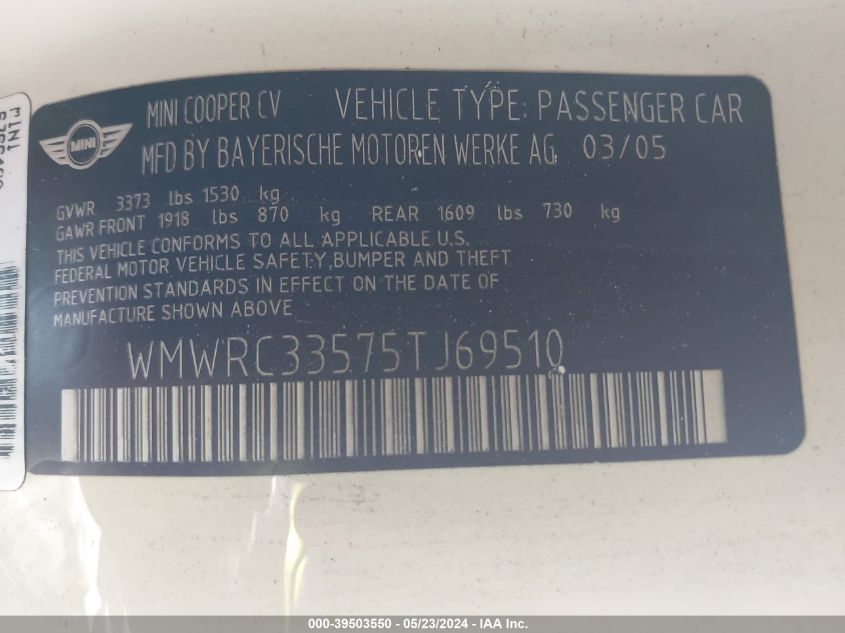 MINI COOPER CV VEHICLE TYPE: PASSENGER CAR
MINI
MFD BY BAYERISCHE MOTOREN WERKE AG 03/05
GVWR 3373 lbs 1530 kg
GAWR FRONT 1918 lbs 870 kg REAR 1609 lbs 730 kg
THIS VEHICLE CONFORMS TO ALL APPLICABLE U.S.
FEDERAL MOTOR VEHICLE SAFETY, BUMPER AND THEFT
PREVENTION STANDARDS IN EFFECT ON THE DATE OF
MANUFACTURE SHOWN ABOVE
WMWRC33575TJ69510
MINI
000-39503550 - 05/23/2024 - IAA Inc.